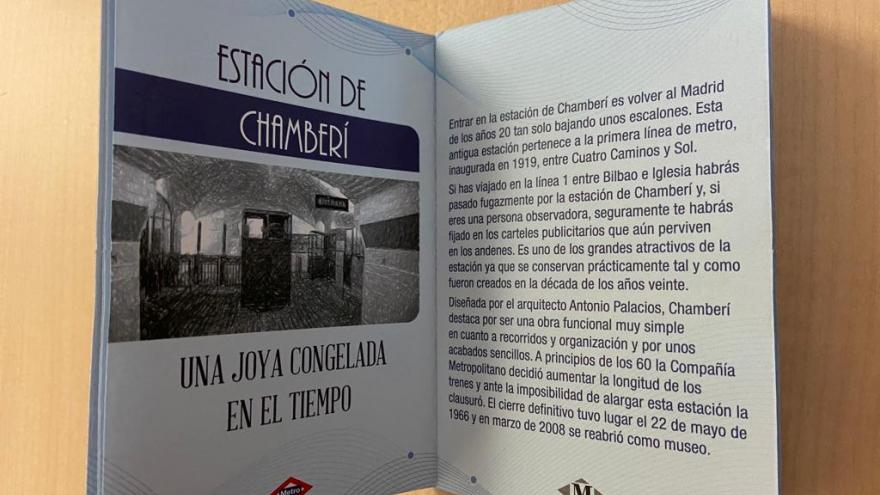 ESTACIÓN DE
CHAMBERÍ
UNA JOYA CONGELADA
EN EL TIEMPO
Metro
Entrar en la estación de Chamberí es volver al Madrid
de los años 20 tan solo bajando unos escalones. Esta
antigua estación pertenece a la primera línea de metro,
inaugurada en 1919, entre Cuatro Caminos y Sol.
Si has viajado en la línea 1 entre Bilbao e Iglesia habrás
pasado fugazmente por la estación de Chamberí y, si
eres una persona observadora, seguramente te habrás
fijado en los carteles publicitarios que aún perviven
en los andenes. Es uno de los grandes atractivos de la
estación ya que se conservan prácticamente tal y como
fueron creados en la década de los años veinte.
Diseñada por el arquitecto Antonio Palacios, Chamberí
destaca por ser una obra funcional muy simple
en cuanto a recorridos y organización y por unos
acabados sencillos. A principios de los 60 la Compañía
Metropolitano decidió aumentar la longitud de los
trenes y ante la imposibilidad de alargar esta estación la
clausuró. El cierre definitivo tuvo lugar el 22 de mayo de
1966 y en marzo de 2008 se reabrió como museo.
M